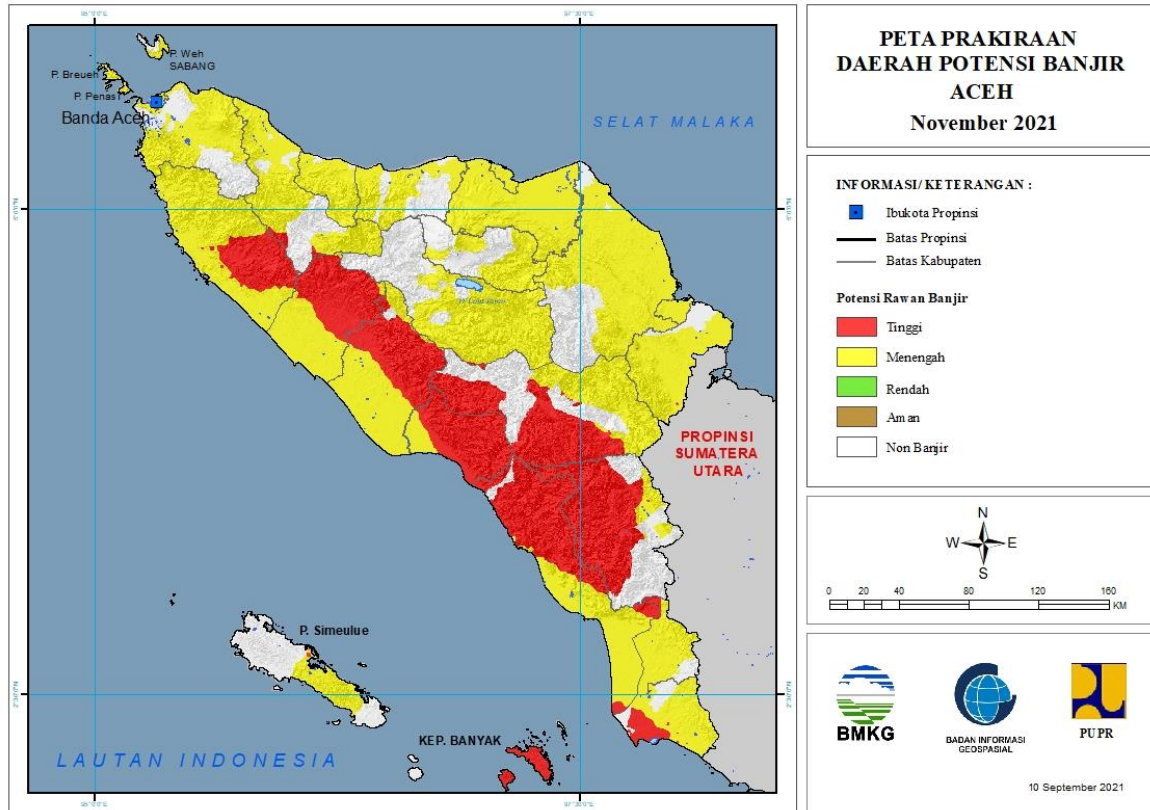 PETA PRAKIRAAN
DAERAH POTENSI BANJIR
ACEH
November 2021
P. Weh
SABANG
P. Breueh
P. Penasi
Banda Aceh
SELAT MALAKA
PROPINSI
SUMATERA
UTARA
P. Simeulue
KEP. BANYAK
LAUTAN INDONESIA
INFORMASI/ KETERANGAN :
Ibukota Propinsi
Batas Propinsi
Batas Kabupaten
Potensi Rawan Banjir
Tinggi
Menengah
Rendah
Aman
Non Banjir
N
W E
S
0 20 40 80 120 160
KM
BMKG
BADAN INFORMASI
GEOSPASIAL
PUPR
10 September 2021